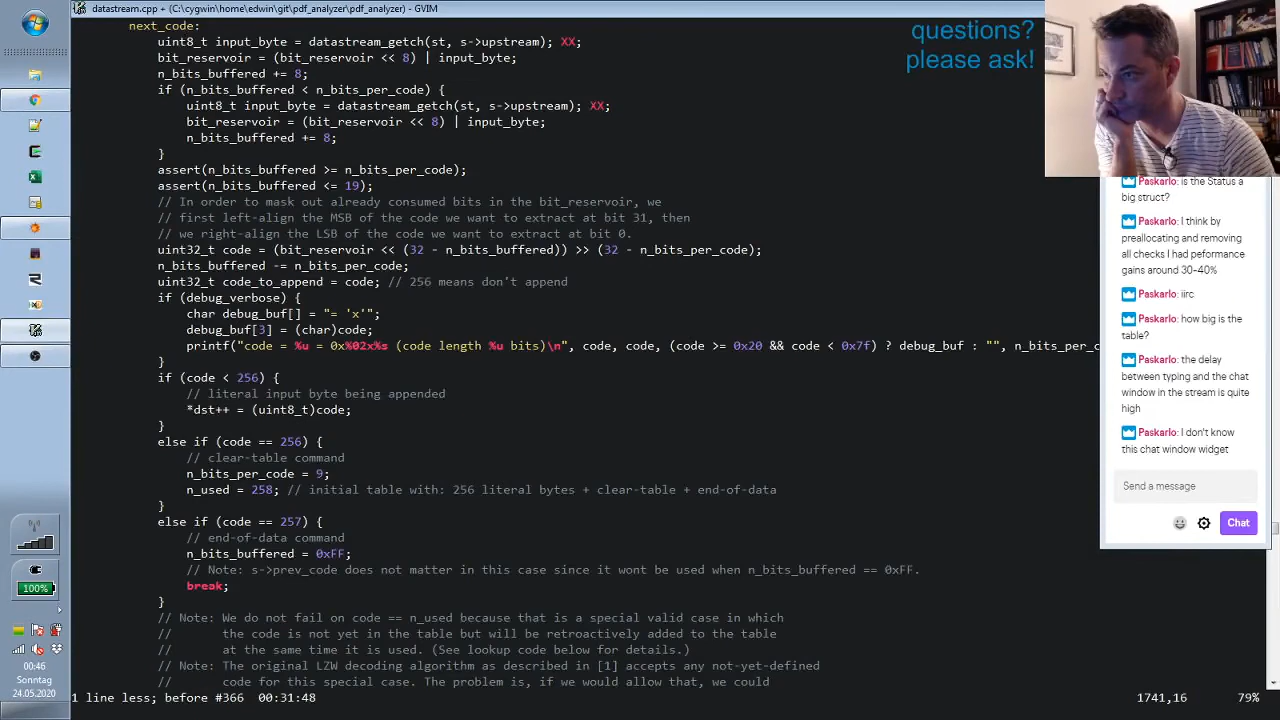 datastream.cpp + (C:\cygwin\home\edwin\git\pdf_analyzer\pdf_analyzer) - GVIM
next_code:
uint8_t input_byte = datastream_getch(st, s->upstream); XX;
bit_reservoir = (bit_reservoir << 8) | input_byte;
n_bits_buffered += 8;
if (n_bits_buffered < n_bits_per_code) {
uint8_t input_byte = datastream_getch(st, s->upstream); XX;
bit_reservoir = (bit_reservoir << 8) | input_byte;
n_bits_buffered += 8;
}
assert(n_bits_buffered >= n_bits_per_code);
assert(n_bits_buffered <= 19);
// In order to mask out already consumed bits in the bit_reservoir, we
// first left-align the MSB of the code we want to extract at bit 31, then
// we right-align the LSB of the code we want to extract at bit 0.
uint32_t code = (bit_reservoir << (32 - n_bits_buffered)) >> (32 - n_bits_per_code);
n_bits_buffered -= n_bits_per_code;
uint32_t code_to_append = code; // 256 means don't append
if (debug_verbose) {
char debug_buf[] = "= 'x'";
debug_buf[3] = (char)code;
printf("code = %u = 0x%02x%s (code length %u bits)\n", code, code, (code >= 0x20 && code < 0x7f) ? debug_buf : "", n_bits_per_c
}
if (code < 256) {
// literal input byte being appended
*dst++ = (uint8_t)code;
}
else if (code == 256) {
// clear-table command
n_bits_per_code = 9;
n_used = 258; // initial table with: 256 literal bytes + clear-table + end-of-data
}
else if (code == 257) {
// end-of-data command
n_bits_buffered = 0xFF;
// Note: s->prev_code does not matter in this case since it wont be used when n_bits_buffered == 0xFF.
break;
}
// Note: We do not fail on code == n_used because that is a special valid case in which
// the code is not yet in the table but will be retroactively added to the table
// at the same time it is used. (See lookup code below for details.)
// Note: The original LZW decoding algorithm as described in [1] accepts any not-yet-defined
// code for this special case. The problem is, if we would allow that, we could
1 line less; before #366 00:31:48
1741,16
79%
questions?
please ask!
Paskarlo: is the Status a
big struct?
Paskarlo: I think by
preallocating and removing
all checks I had peformance
gains around 30-40%
Paskarlo: iirc
Paskarlo: how big is the
table?
Paskarlo: the delay
between typing and the chat
window in the stream is quite
high
Paskarlo: I don't know
this chat window widget
Send a message
Chat
100%
00:46
Sonntag
24.05.2020